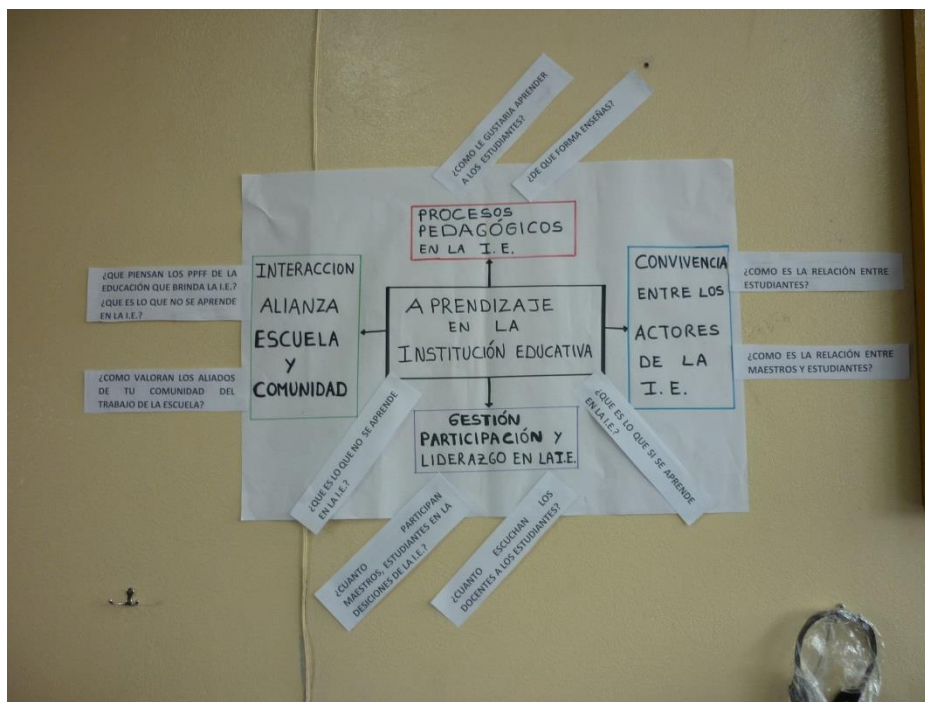 ¿COMO LE GUSTARIA APRENDER
A LOS ESTUDIANTES?
¿DE QUE FORMA ENSEÑAS?
PROCESOS
PEDAGÓGICOS
EN LA I.E.
¿QUE PIENSAN LOS PPFF DE LA
EDUCACIÓN QUE BRINDA LA I.E.?
¿QUE ES LO QUE NO SE APRENDE
EN LA I.E.?
¿COMO VALORAN LOS ALIADOS
DE TU COMUNIDAD DEL
TRABAJO DE LA ESCUELA?
INTERACCION
ALIANZA
ESCUELA
Y
COMUNIDAD
APRENDIZAJE
EN LA
INSTITUCIÓN EDUCATIVA
CONVIVENCIA
ENTRE LOS
ACTORES
DE LA
I.E.
¿COMO ES LA RELACIÓN ENTRE
ESTUDIANTES?
¿COMO ES LA RELACIÓN ENTRE
MAESTROS Y ESTUDIANTES?
GESTIÓN
PARTICIPACIÓN Y
LIDERAZGO EN LA I.E.
¿QUE ES LO QUE NO SE APRENDE
EN LA I.E.?
¿CUANTO PARTICIPAN
MAESTROS, ESTUDIANTES EN LA
DESICIONES DE LA I.E.?
¿CUANTO ESCUCHAN LOS
DOCENTES A LOS ESTUDIANTES?
¿QUE ES LO QUE SI SE APRENDE
EN LA I.E.?